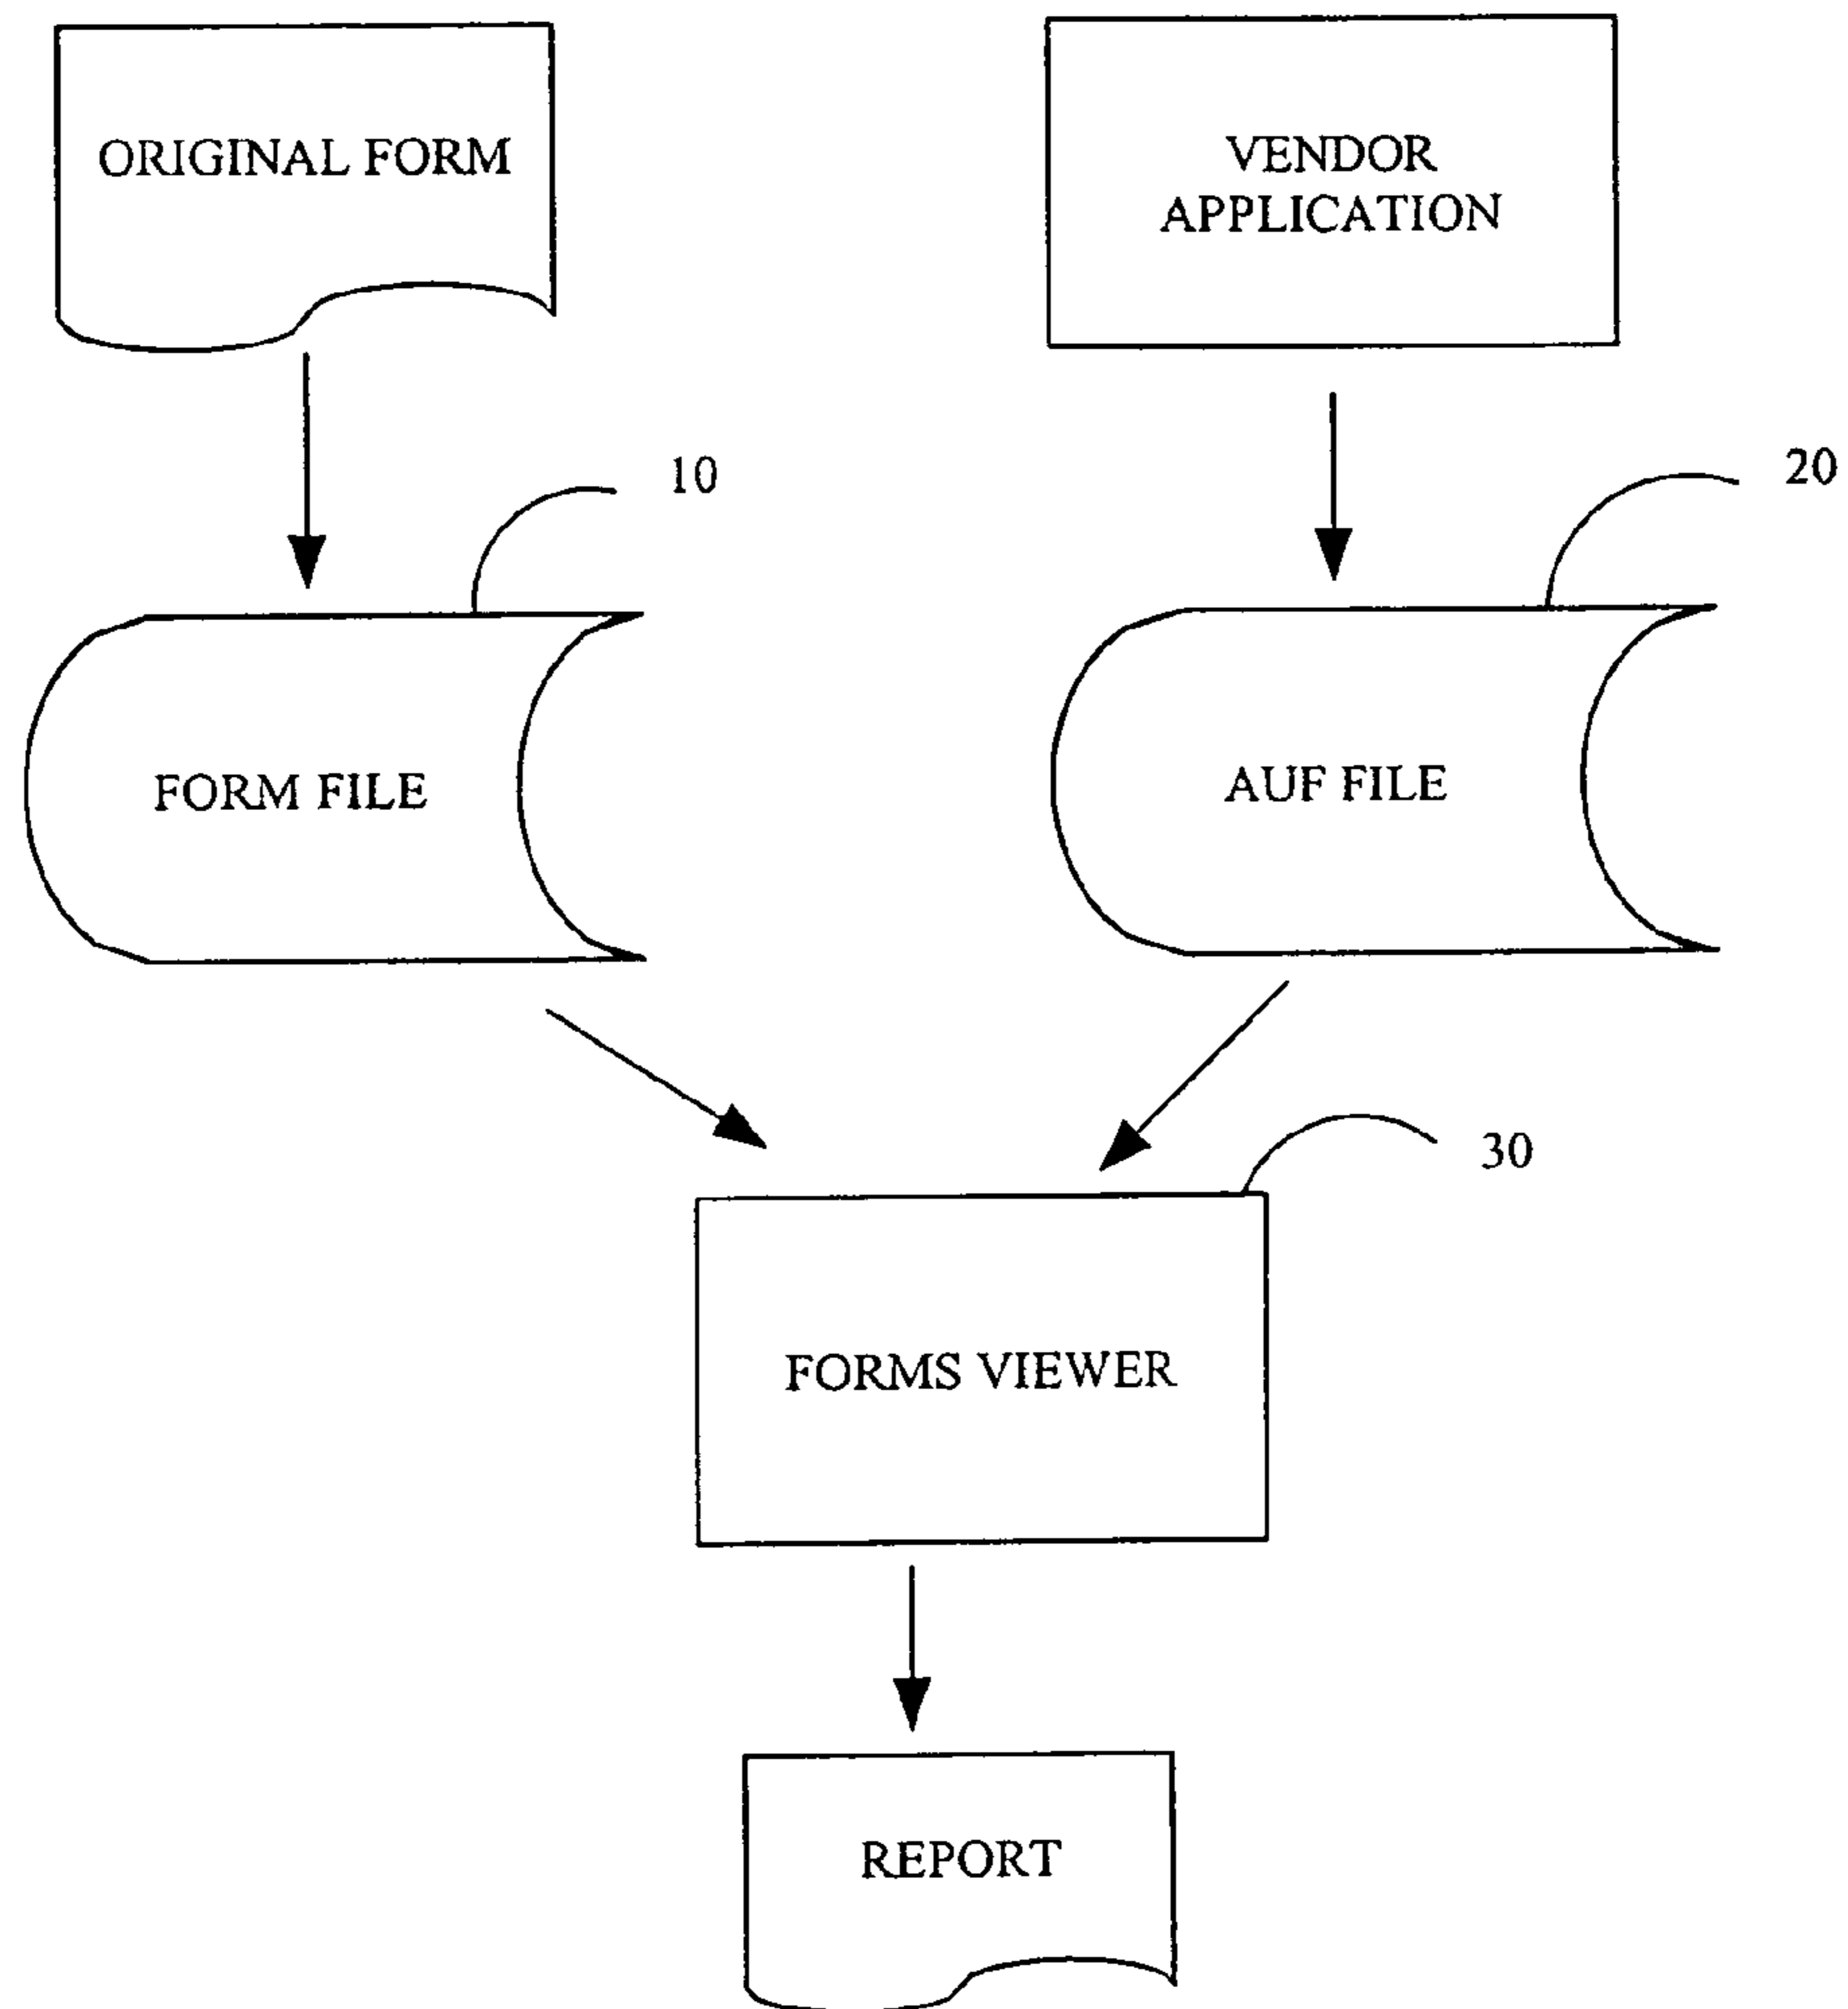 ORIGINAL FORM
VENDOR
APPLICATION
10
20
FORM FILE
AUF FILE
30
FORMS VIEWER
REPORT